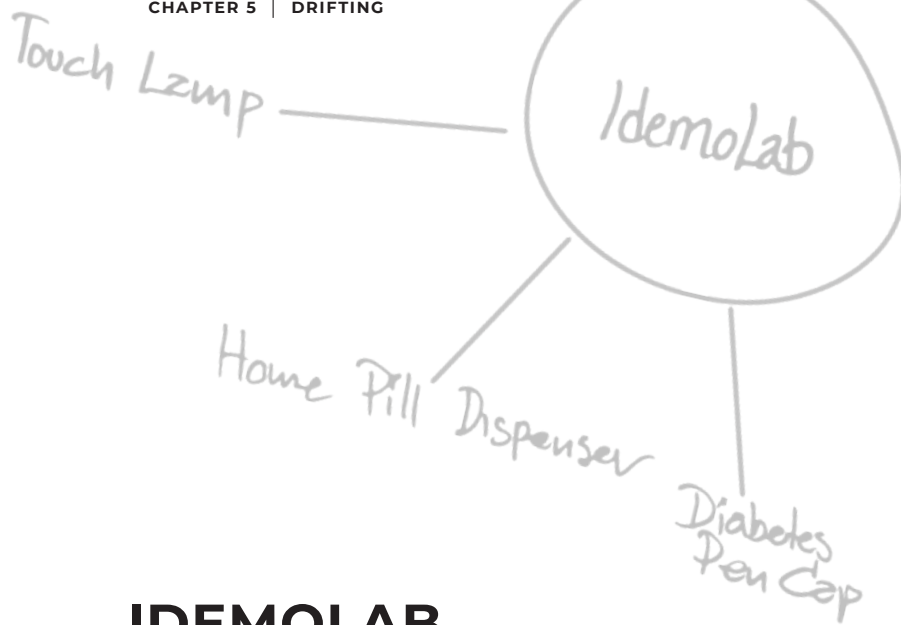 CHAPTER 5 | DRIFTING
Touch Lamp
IdemoLab
Home Pill Dispenser
Diabetes
Pen Cap
IDEMOLAB